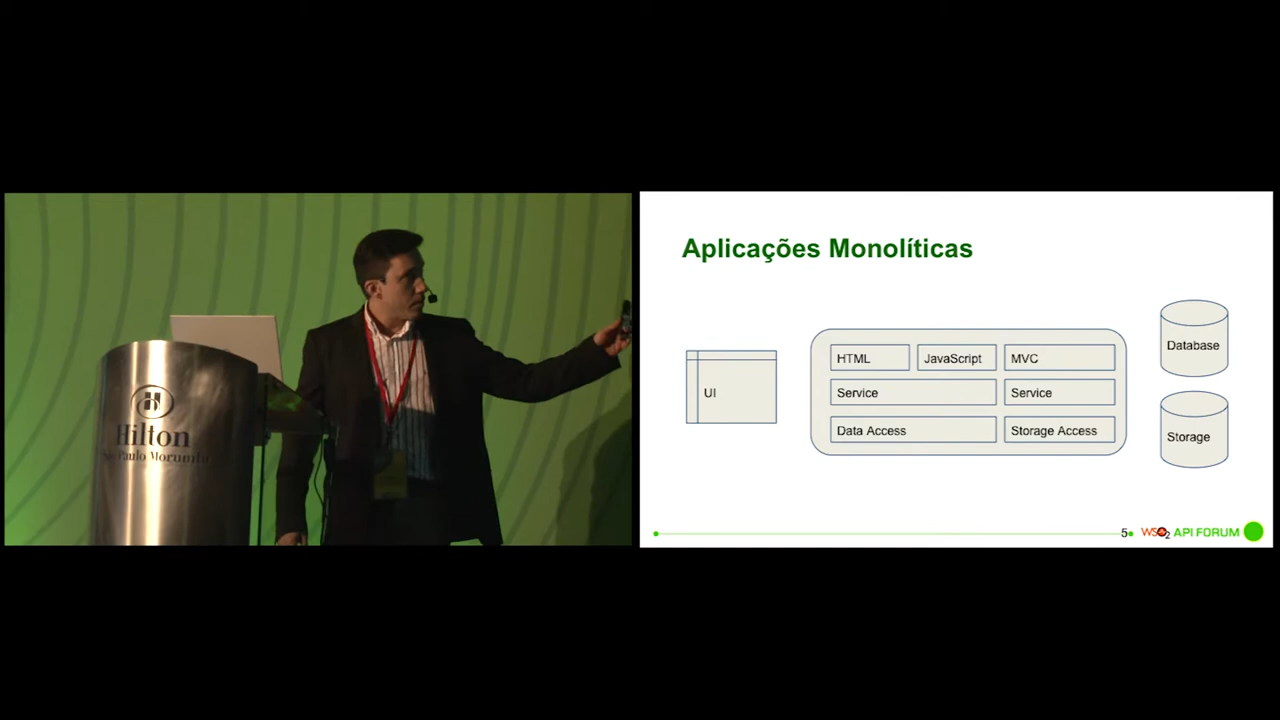 Hilton
São Paulo Morumbi
Aplicações Monolíticas
UI
HTML
JavaScript
MVC
Service
Service
Data Access
Storage Access
Database
Storage
5
WSO2 API FORUM